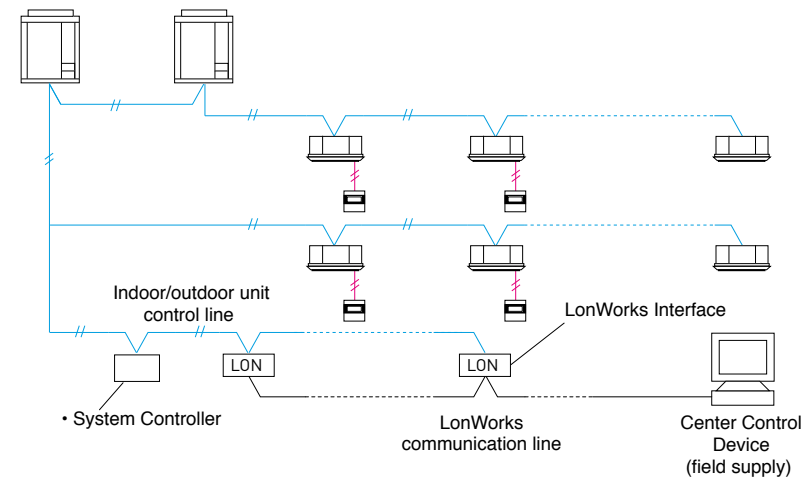 Indoor/outdoor unit
control line
LonWorks Interface
LON
LON
• System Controller
LonWorks
communication line
Center Control
Device
(field supply)